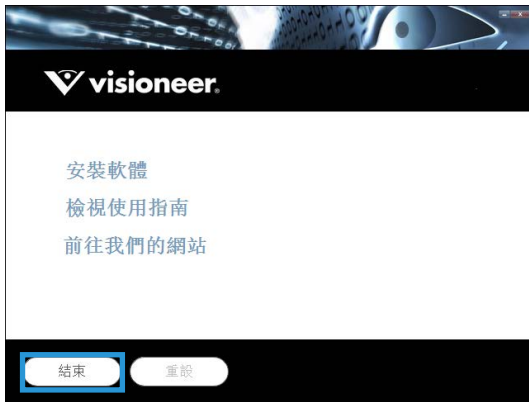 visioneer®
安裝軟體
檢視使用指南
前往我們的網站
結束
重設